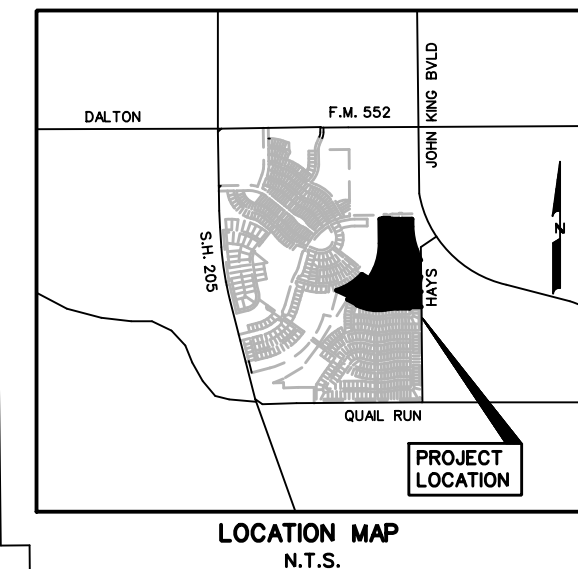 DALTON
F.M. 552
JOHN KING BVLD
S.H. 205
N
HAYS
QUAIL RUN
PROJECT
LOCATION
LOCATION MAP
N.T.S.